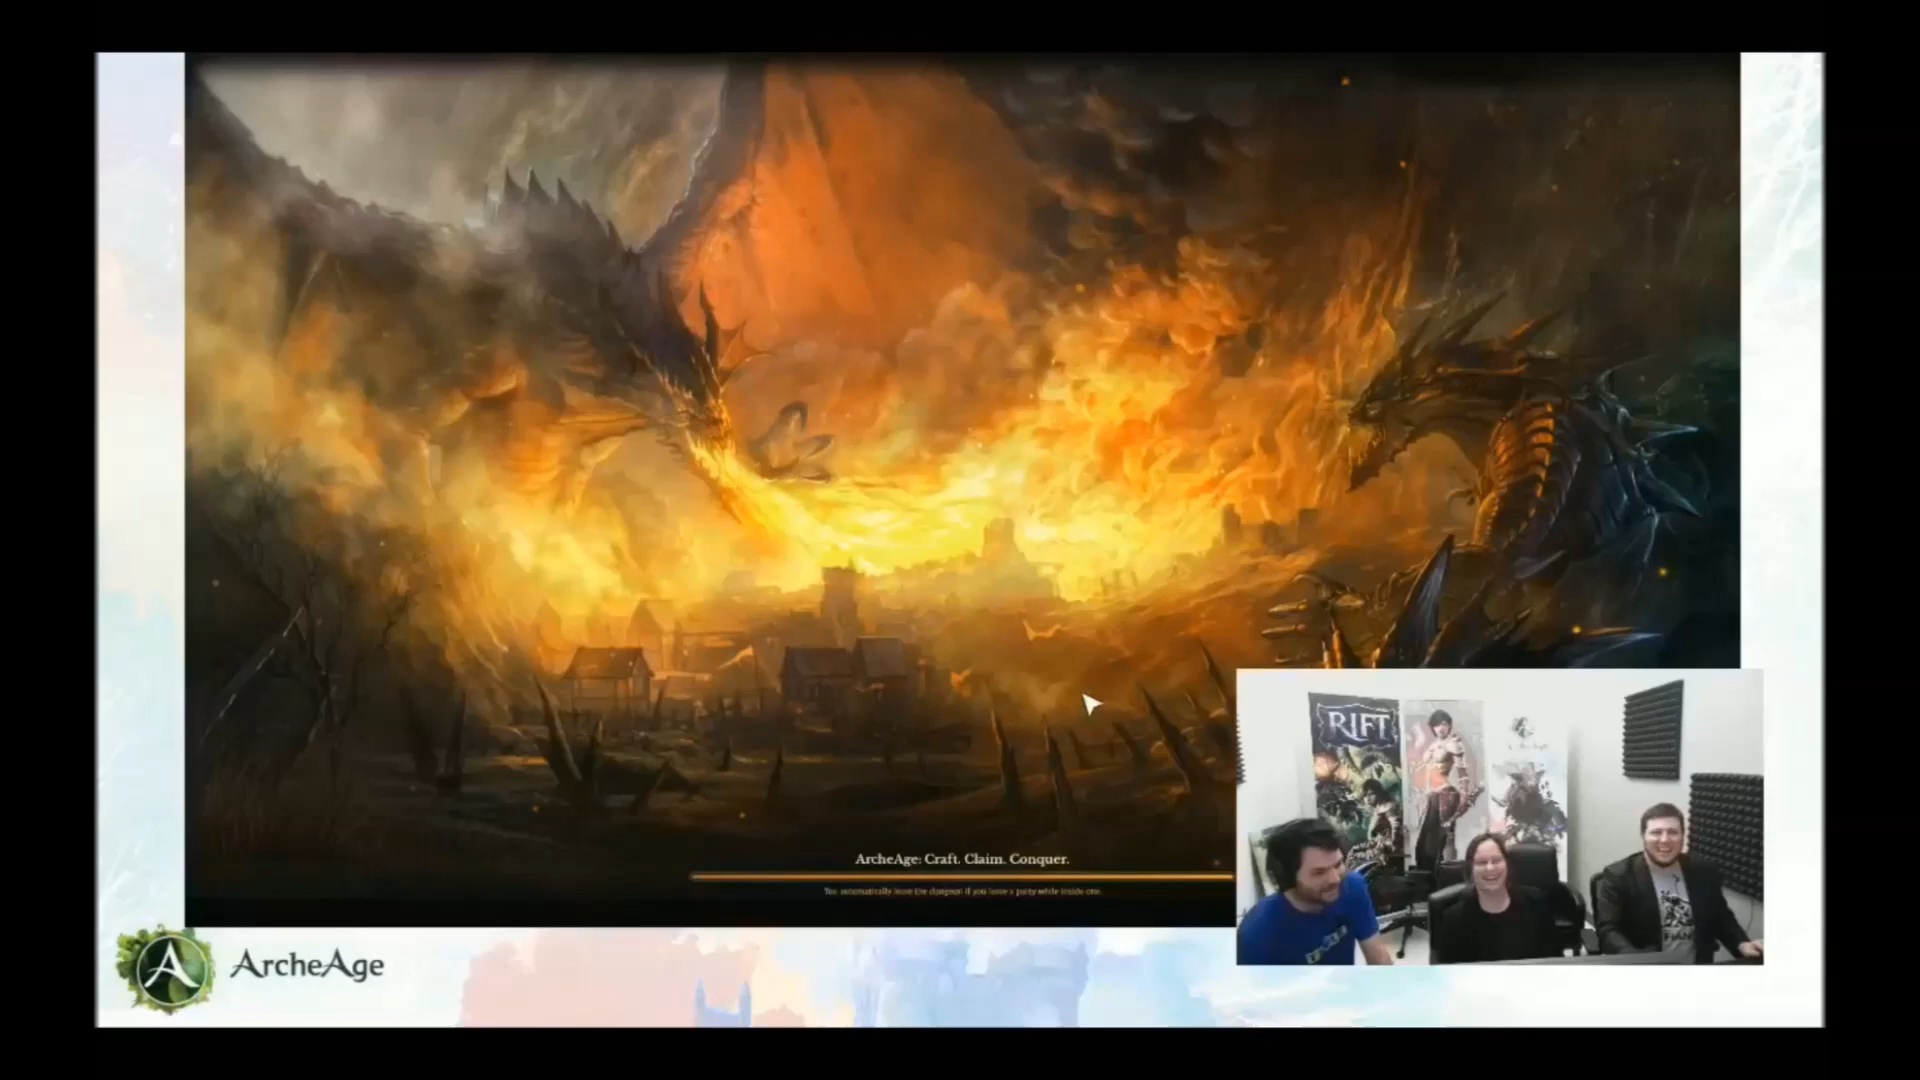 ArcheAge: Craft. Claim. Conquer.
You automatically leave the dungeon if you leave a party while inside one.
RIFT
ArcheAge